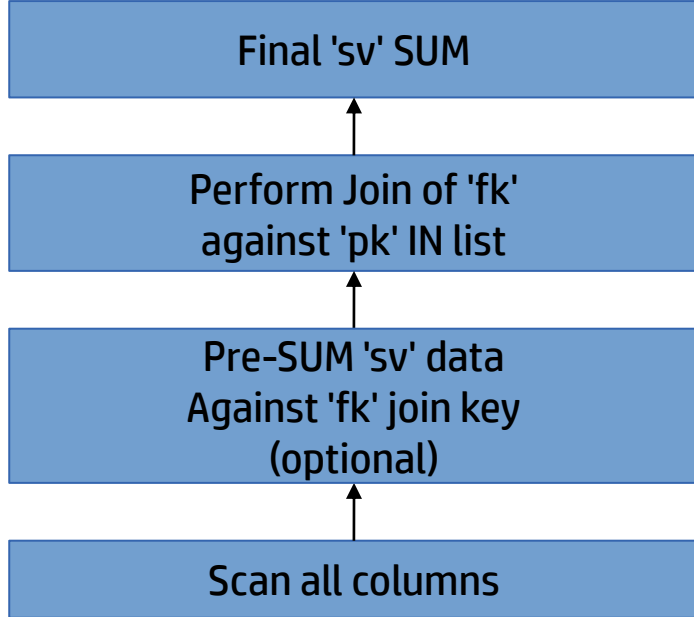 Final 'sv' SUM
Perform Join of 'fk'
against 'pk' IN list
Pre-SUM 'sv' data
Against 'fk' join key
(optional)
Scan all columns